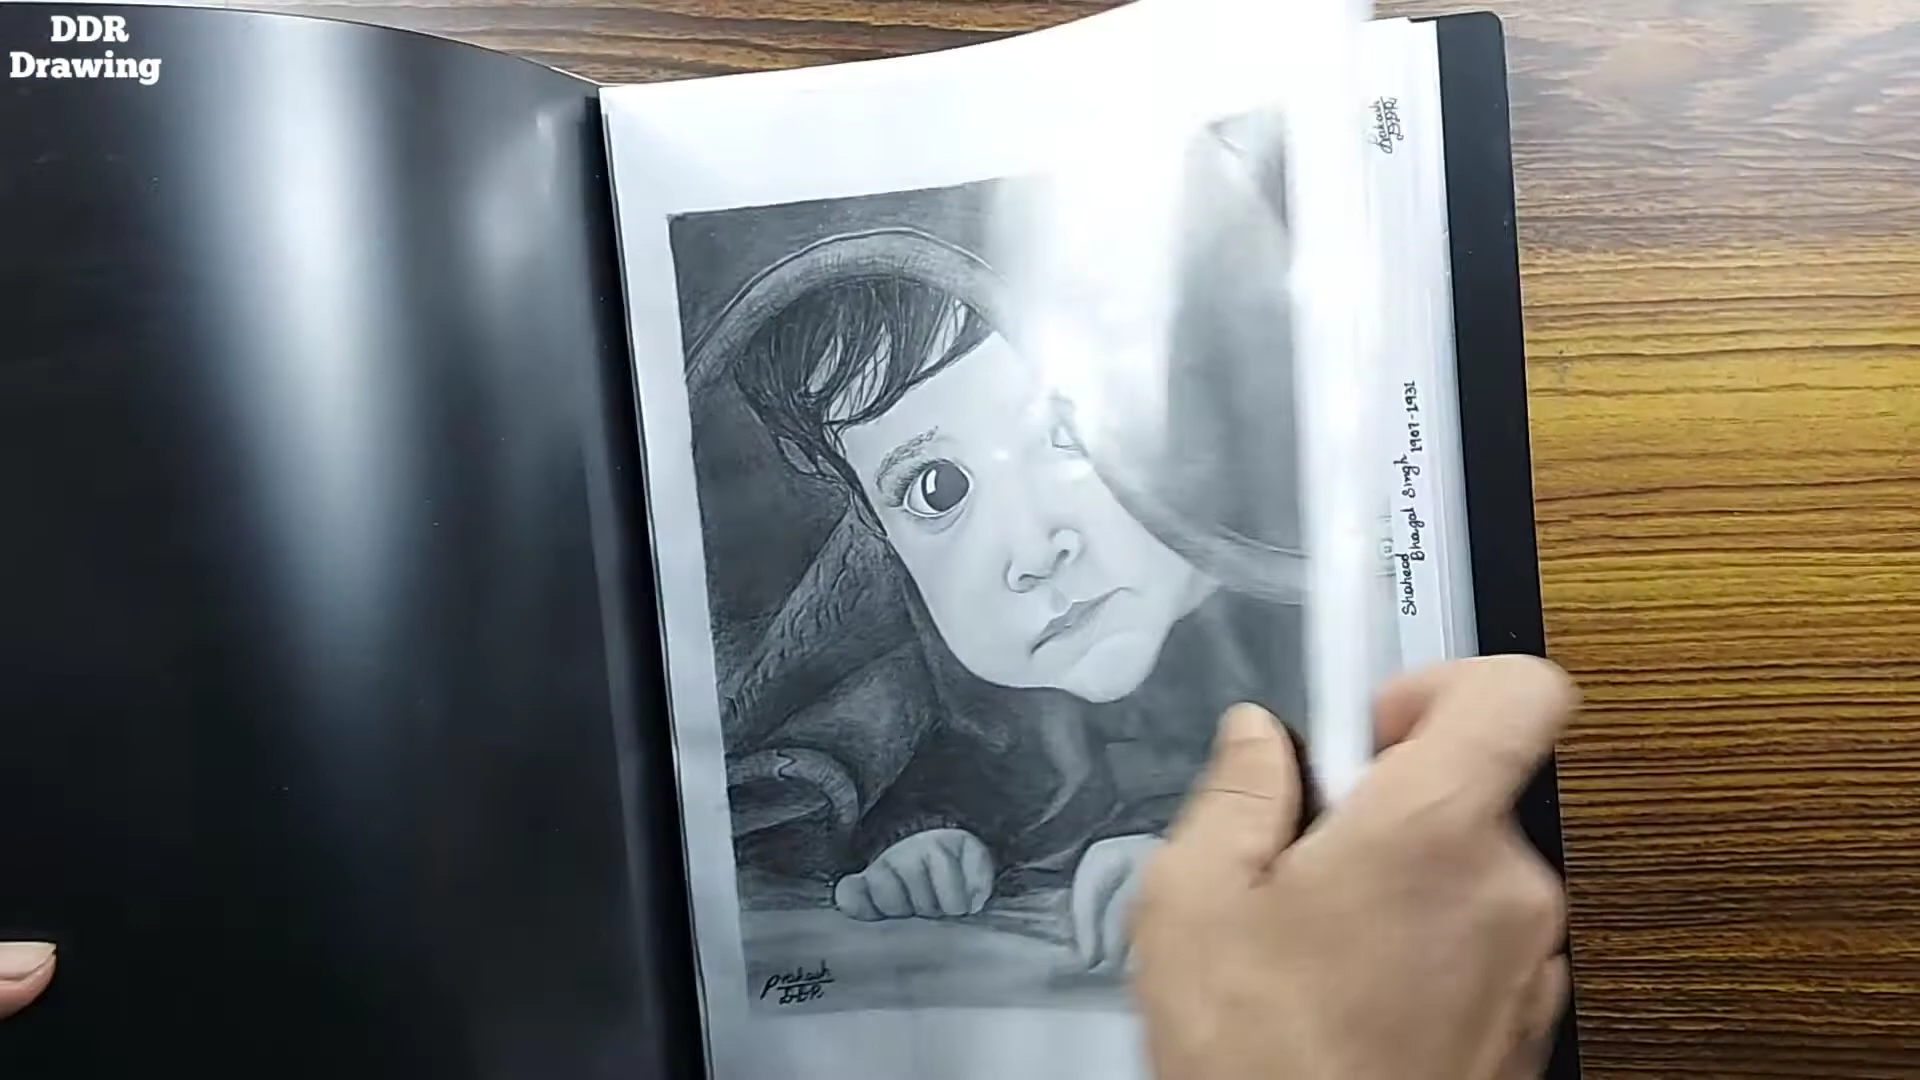 DDR
Drawing
Prakash
DDR
Prakash
DDR
Shaheed
Bhagat Singh 1907-1931